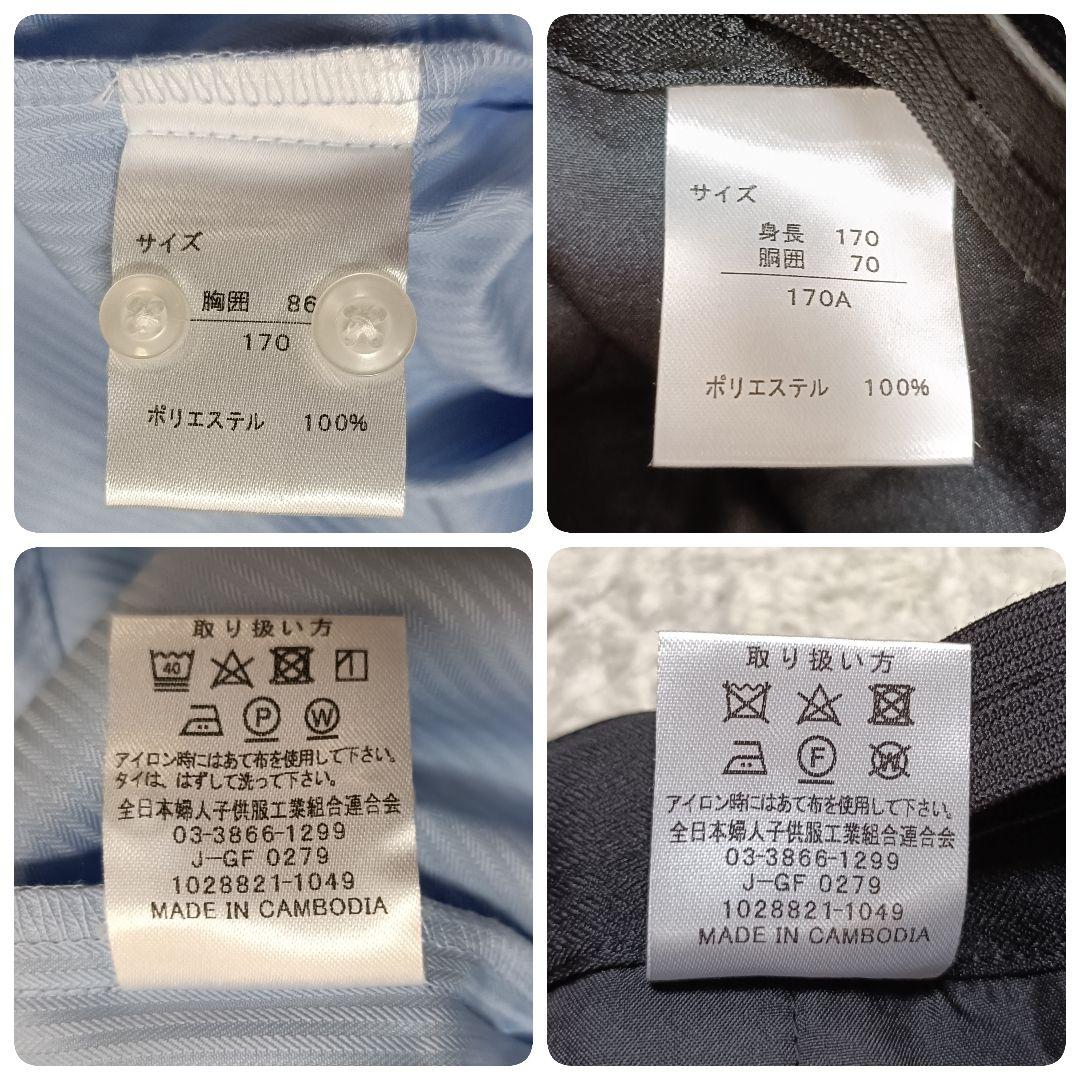 サイズ
胸囲 86
170
ポリエステル 100%
サイズ
身長 170
胴囲 70
170A
ポリエステル 100%
取り扱い方
40
P W
アイロン時にはあて布を使用して下さい。
タイは、はずして洗って下さい。
全日本婦人子供服工業組合連合会
03-3866-1299
J-GF 0279
1028821-1049
MADE IN CAMBODIA
取り扱い方
F W
アイロン時にはあて布を使用して下さい。
全日本婦人子供服工業組合連合会
03-3866-1299
J-GF 0279
1028821-1049
MADE IN CAMBODIA